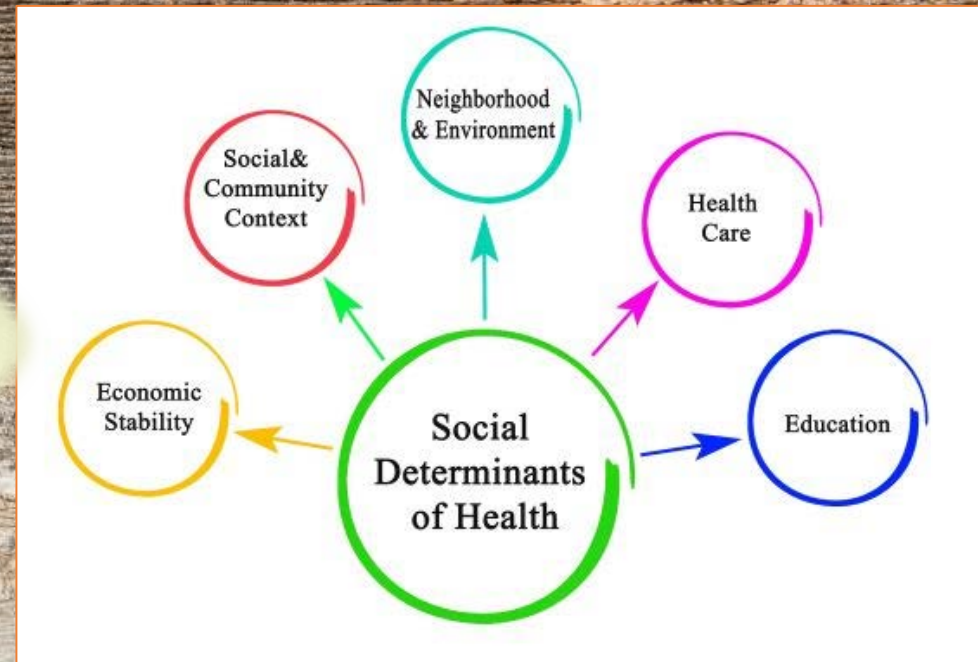 Neighborhood
& Environment
Social&
Community
Context
Health
Care
Economic
Stability
Education
Social
Determinants
of Health